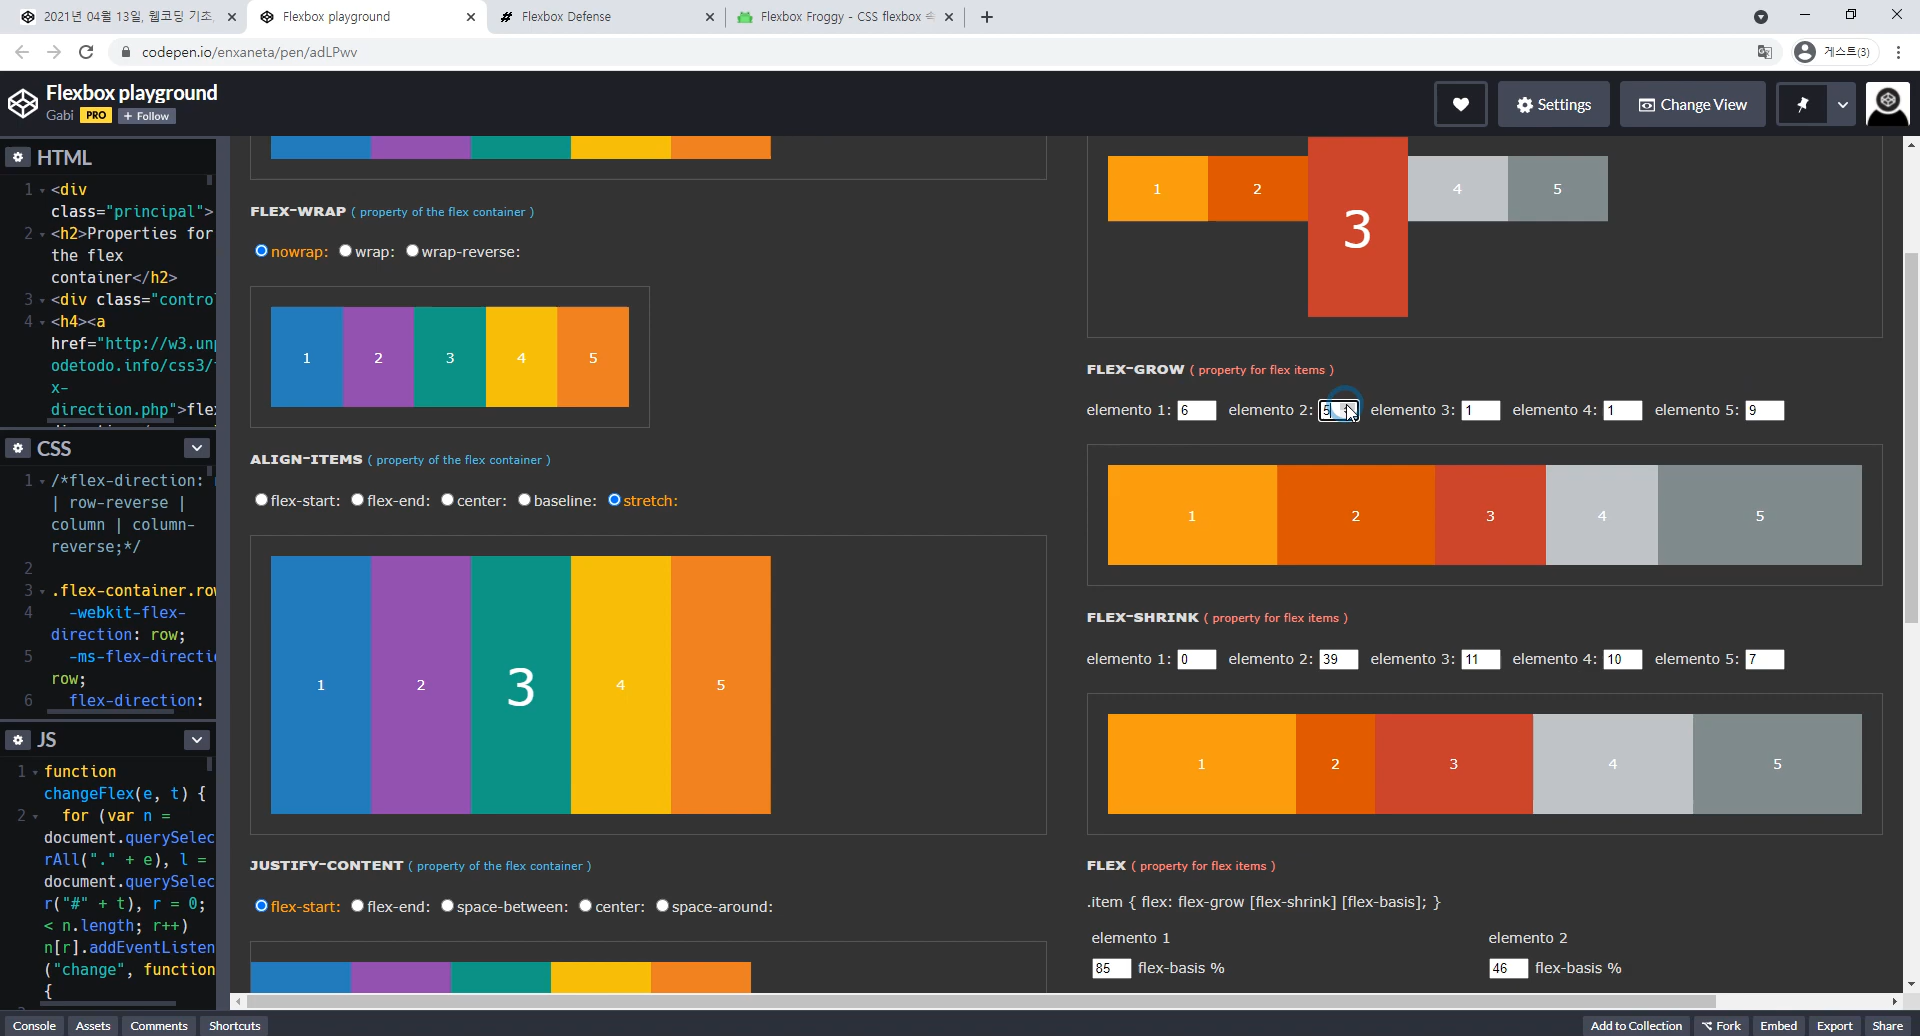 2021년 04월 13일, 웹코딩 기초
Flexbox playground
Flexbox Defense
Flexbox Froggy - CSS flexbox
codepen.io/enxaneta/pen/adLPwv
게스트(3)
Flexbox playground
Gabi PRO + Follow
Settings
Change View
HTML
1 <div
class="principal">
2 <h2>Properties for
the flex
container</h2>
3 <div class="contro
4 <h4><a
href="http://w3.un
odetodo.info/css3/
x-
direction.php">fle
CSS
1 /*flex-direction:
| row-reverse |
column | column-
reverse;*/
2
3 .flex-container.ro
4 -webkit-flex-
direction: row;
5 -ms-flex-directi
row;
6 flex-direction:
JS
1 function
changeFlex(e, t) {
2 for (var n =
document.querySelec
rAll("." + e), l =
document.querySelec
r("#" + t), r = 0;
< n.length; r++)
n[r].addEventListen
("change", function
{
FLEX-WRAP ( property of the flex container )
nowrap: wrap: wrap-reverse:
1 2 3 4 5
ALIGN-ITEMS ( property of the flex container )
flex-start: flex-end: center: baseline: stretch:
1 2 3 4 5
JUSTIFY-CONTENT ( property of the flex container )
flex-start: flex-end: space-between: center: space-around:
1 2 3 4 5
FLEX-GROW ( property for flex items )
elemento 1: 6 elemento 2: 5 elemento 3: 1 elemento 4: 1 elemento 5: 9
1 2 3 4 5
FLEX-SHRINK ( property for flex items )
elemento 1: 0 elemento 2: 39 elemento 3: 11 elemento 4: 10 elemento 5: 7
1 2 3 4 5
FLEX ( property for flex items )
.item { flex: flex-grow [flex-shrink] [flex-basis]; }
elemento 1 elemento 2
85 flex-basis % 46 flex-basis %
Console Assets Comments Shortcuts
Add to Collection Fork Embed Export Share